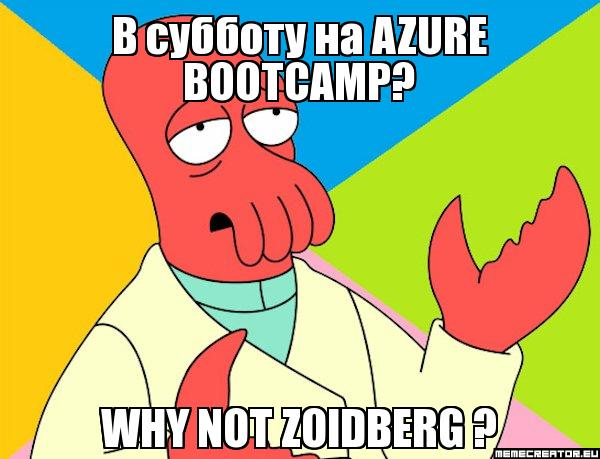 В субботу на AZURE
BOOTCAMP?
WHY NOT ZOIDBERG ?
MEMECREATOR.EU